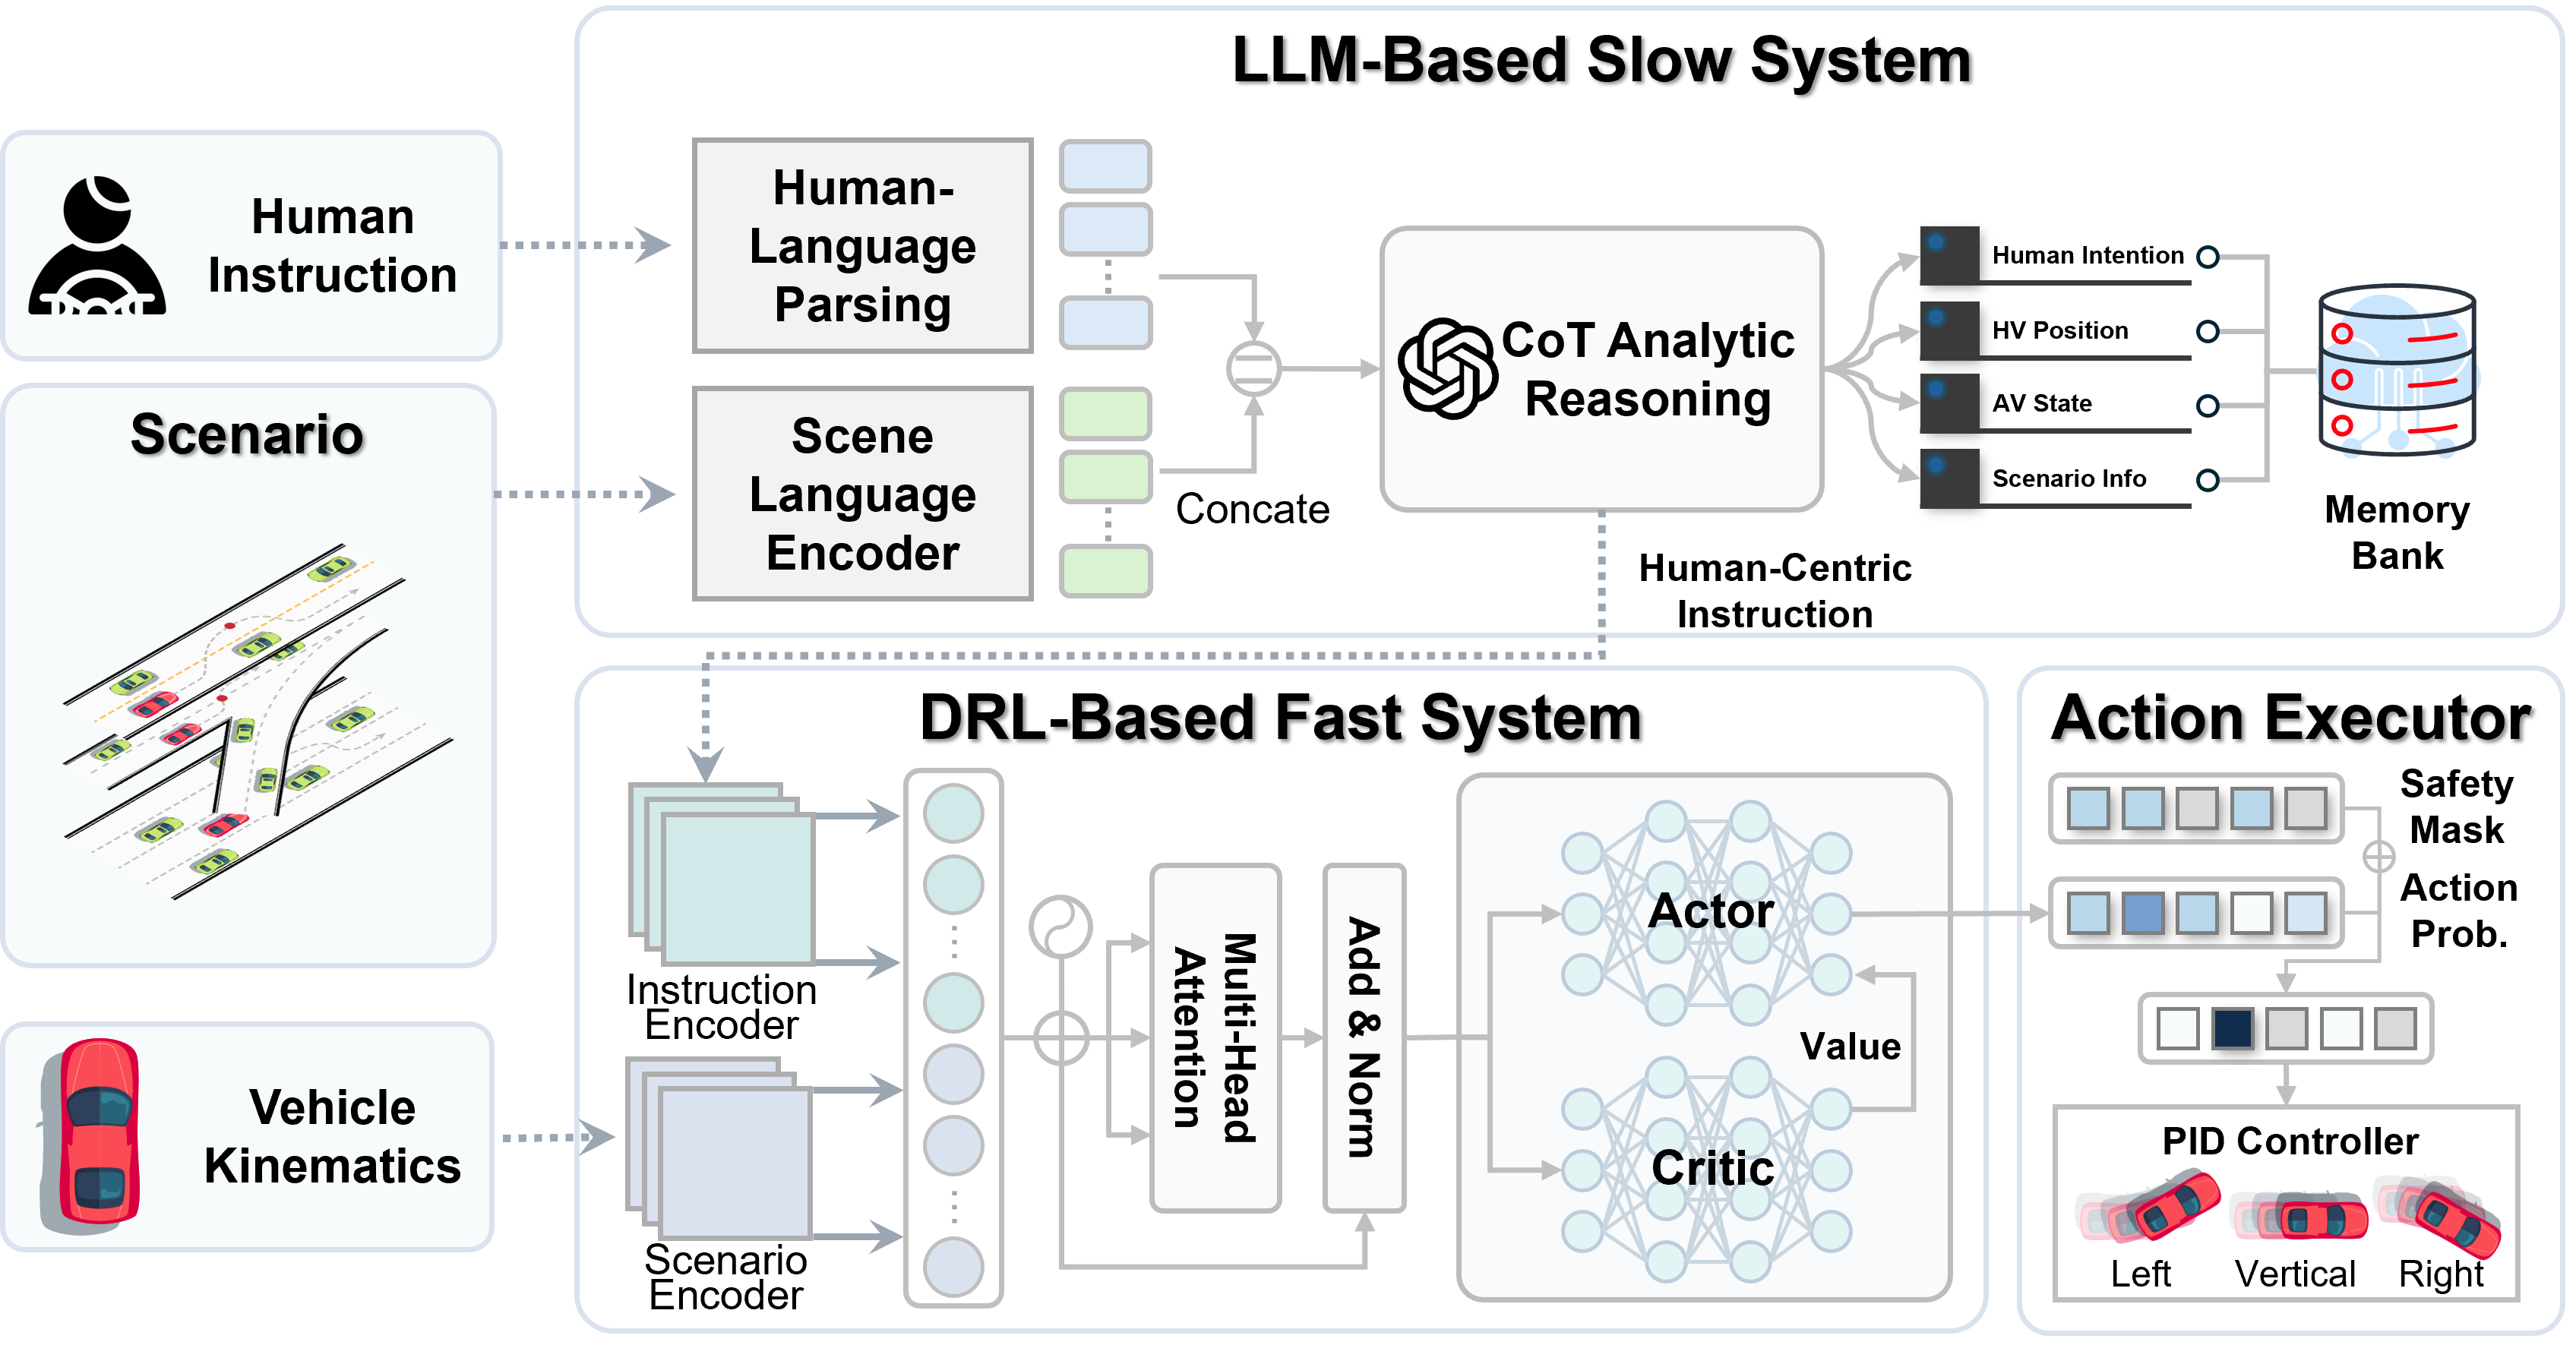 LLM-Based Slow System
Human
Instruction
Human-
Language
Parsing
Scenario
Scene
Language
Encoder
Concate
CoT Analytic
Reasoning
Human Intention
HV Position
AV State
Scenario Info
Memory
Bank
Human-Centric
Instruction
DRL-Based Fast System
Instruction
Encoder
Vehicle
Kinematics
Scenario
Encoder
Multi-Head
Attention
Add & Norm
Actor
Critic
Value
Action Executor
Safety
Mask
Action
Prob.
PID Controller
Left
Vertical
Right